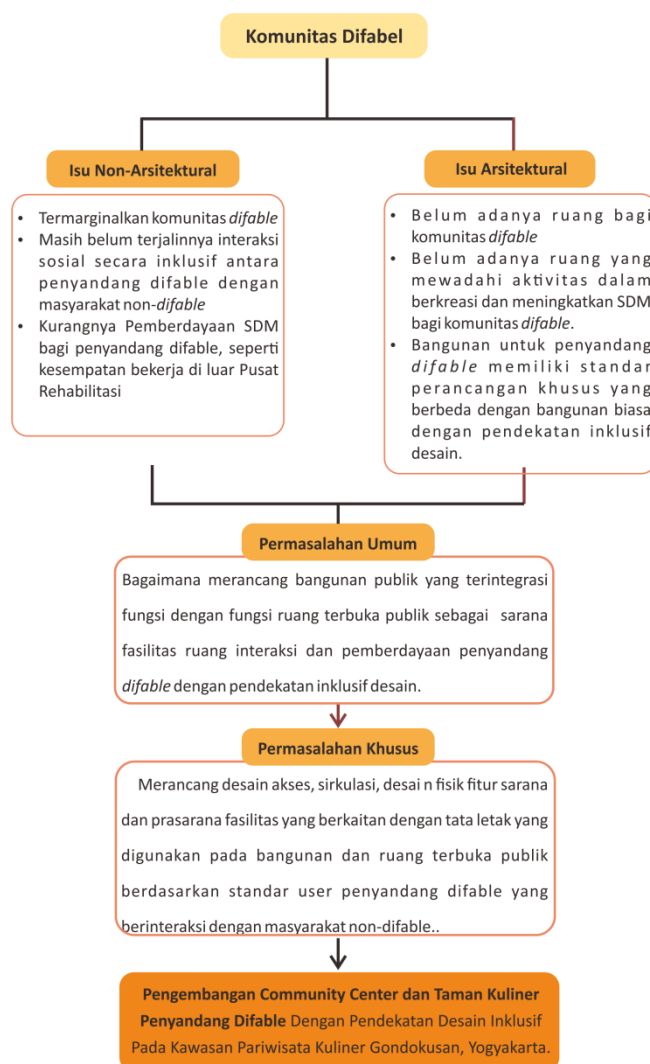 Komunitas Difabel
Isu Non-Arsitektural
• Termarginalkan komunitas difable
• Masih belum terjalinnya interaksi
sosial secara inklusif antara
penyandang difable dengan
masyarakat non-difable
• Kurangnya Pemberdayaan SDM
bagi penyandang difable, seperti
kesempatan bekerja di luar Pusat
Rehabilitasi
Isu Arsitektural
• Belum adanya ruang bagi
komunitas difable
• Belum adanya ruang yang
mewadahi aktivitas dalam
berkreasi dan meningkatkan SDM
bagi komunitas difable.
• Bangunan untuk penyandang
difable memiliki standar
perancangan khusus yang
berbeda dengan bangunan biasa
dengan pendekatan inklusif
desain.
Permasalahan Umum
Bagaimana merancang bangunan publik yang terintegrasi
fungsi dengan fungsi ruang terbuka publik sebagai sarana
fasilitas ruang interaksi dan pemberdayaan penyandang
difable dengan pendekatan inklusif desain.
Permasalahan Khusus
Merancang desain akses, sirkulasi, desai n fisik fitur sarana
dan prasarana fasilitas yang berkaitan dengan tata letak yang
digunakan pada bangunan dan ruang terbuka publik
berdasarkan standar user penyandang difable yang
berinteraksi dengan masyarakat non-difable..
Pengembangan Community Center dan Taman Kuliner
Penyandang Difable Dengan Pendekatan Desain Inklusif
Pada Kawasan Pariwisata Kuliner Gondokusan, Yogyakarta.